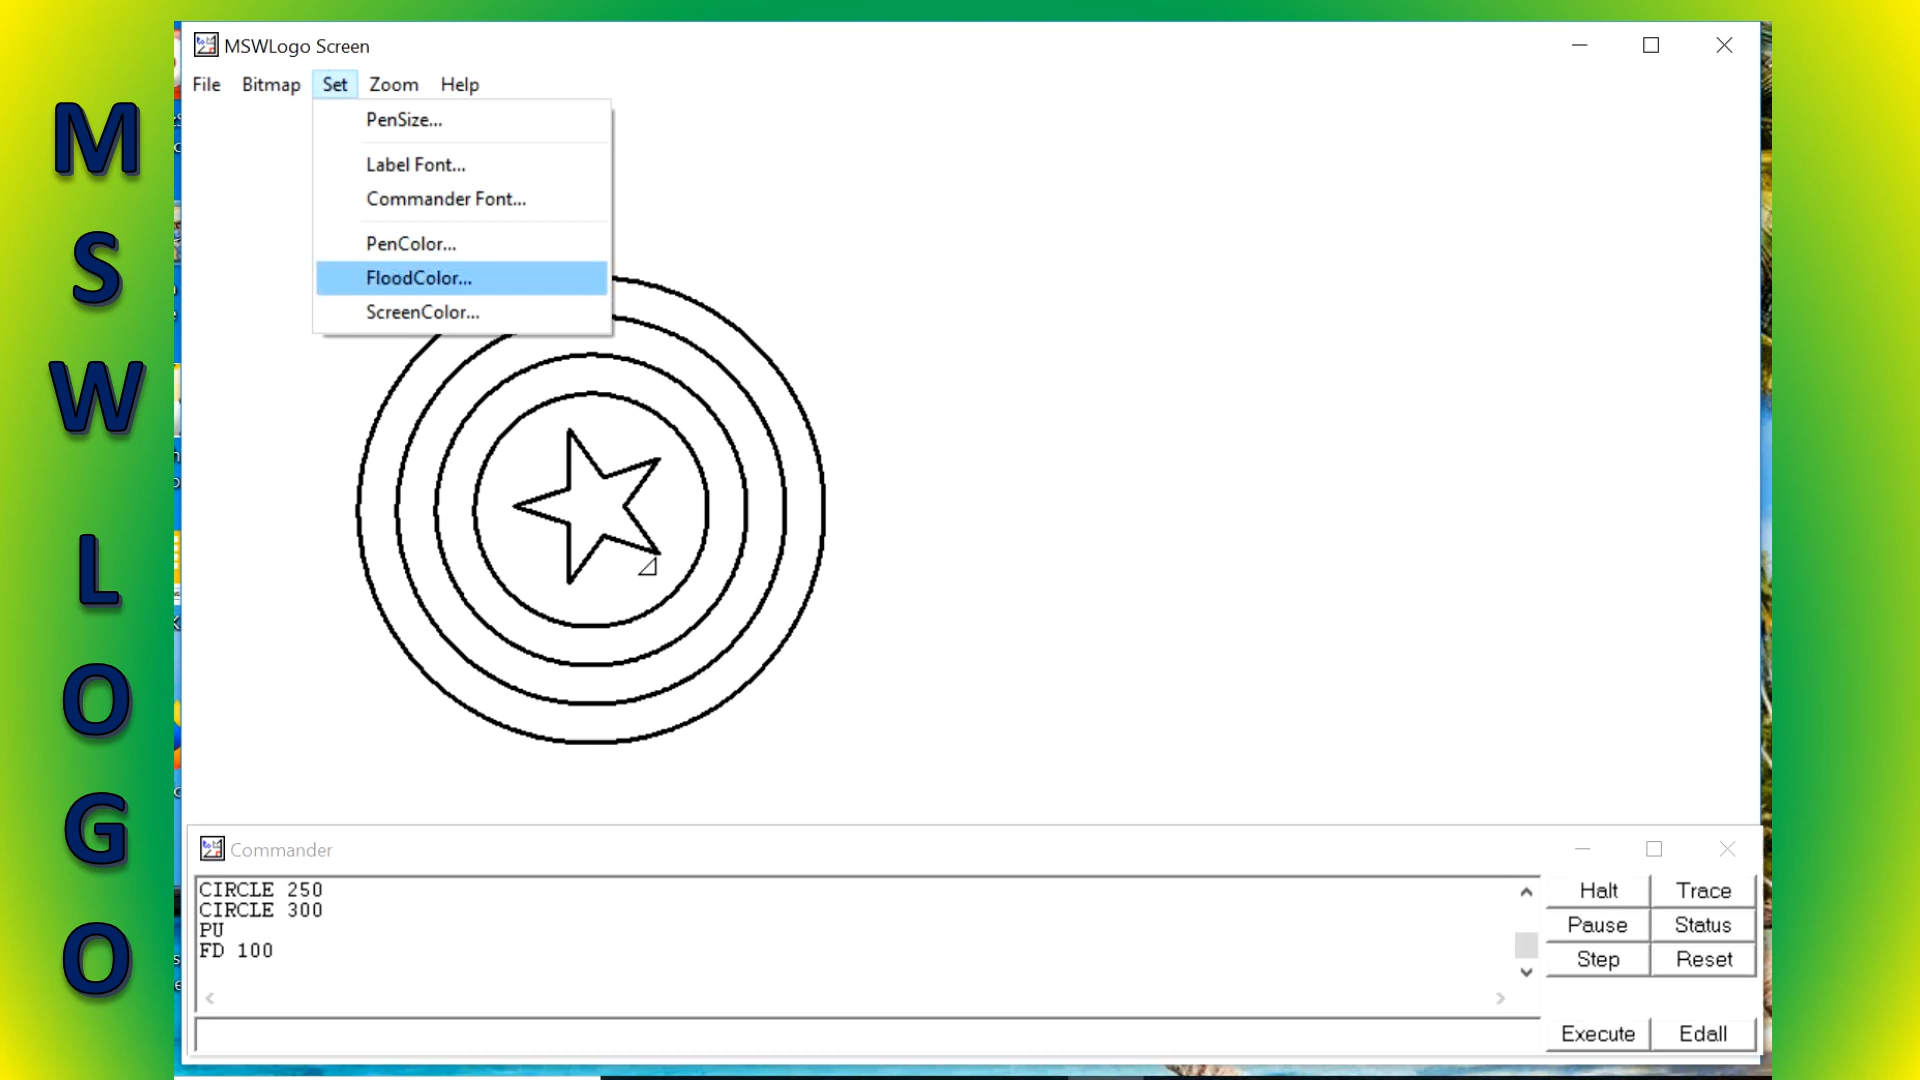 M
S
W
L
O
G
O
MSWLogo Screen
File Bitmap Set Zoom Help
PenSize...
Label Font...
Commander Font...
PenColor...
FloodColor...
ScreenColor...
Commander
CIRCLE 250
CIRCLE 300
PU
FD 100
Halt Trace
Pause Status
Step Reset
Execute Edall